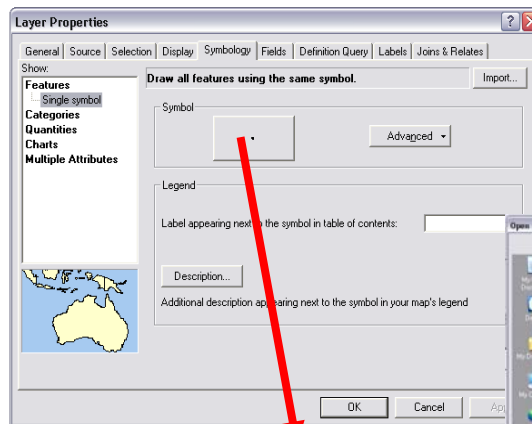 Layer Properties
General Source Selection Display Symbology Fields Definition Query Labels Joins & Relates
Show:
Features
Single symbol
Categories
Quantities
Charts
Multiple Attributes
Draw all features using the same symbol.
Import...
Symbol
Advanced
Legend
Label appearing next to the symbol in table of contents:
Description...
Additional description appearing next to the symbol in your map's legend
OK Cancel
Open